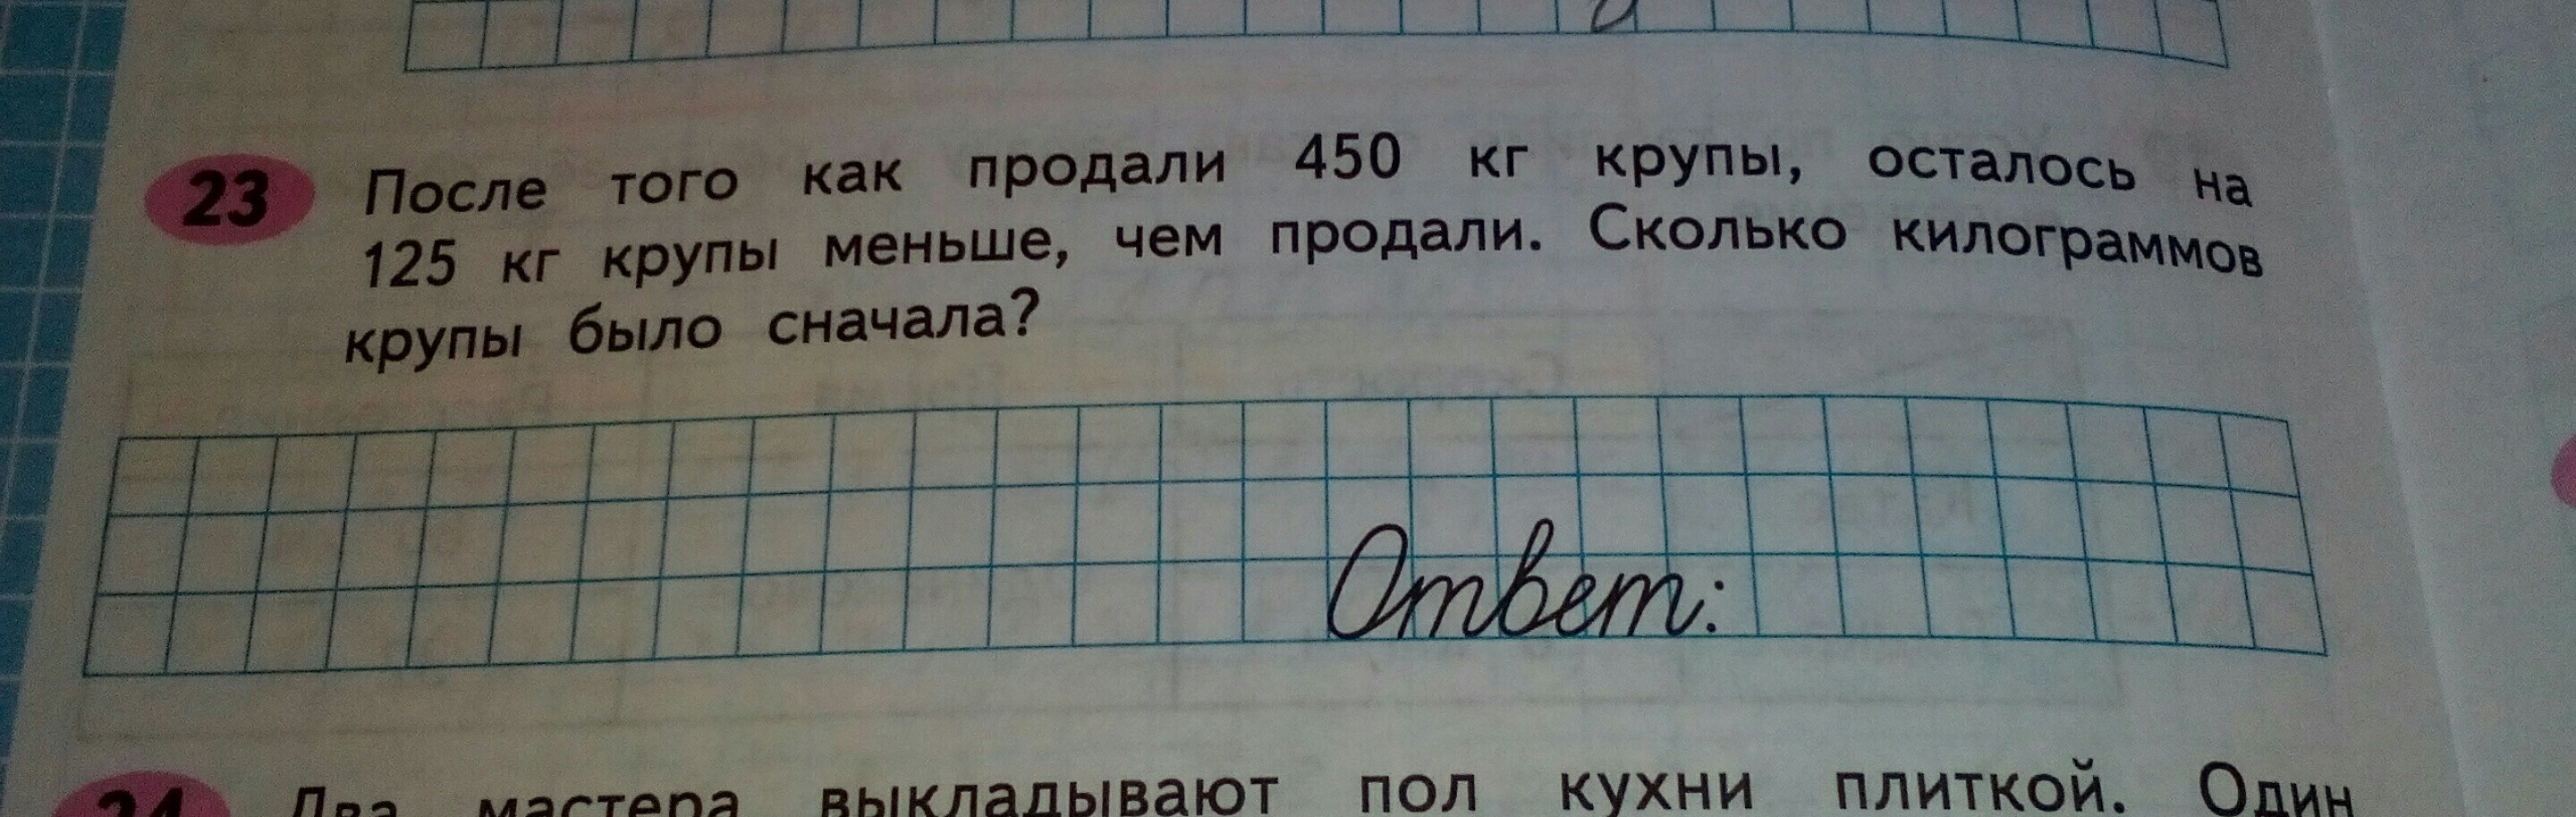 23 После того как продали 450 кг крупы, осталось на
125 кг крупы меньше, чем продали. Сколько килограммов
крупы было сначала?
Ответ:
24 Два мастера выкладывают пол кухни плиткой. Один